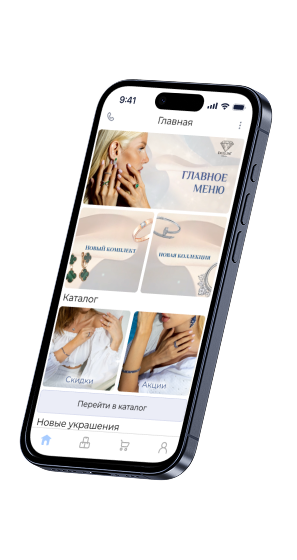 9:41
Главная
ГЛАВНОЕ
МЕНЮ
НОВЫЙ КОМПЛЕКТ
НОВАЯ КОЛЛЕКЦИЯ
Каталог
Скидки
Акции
Перейти в каталог
Новые украшения